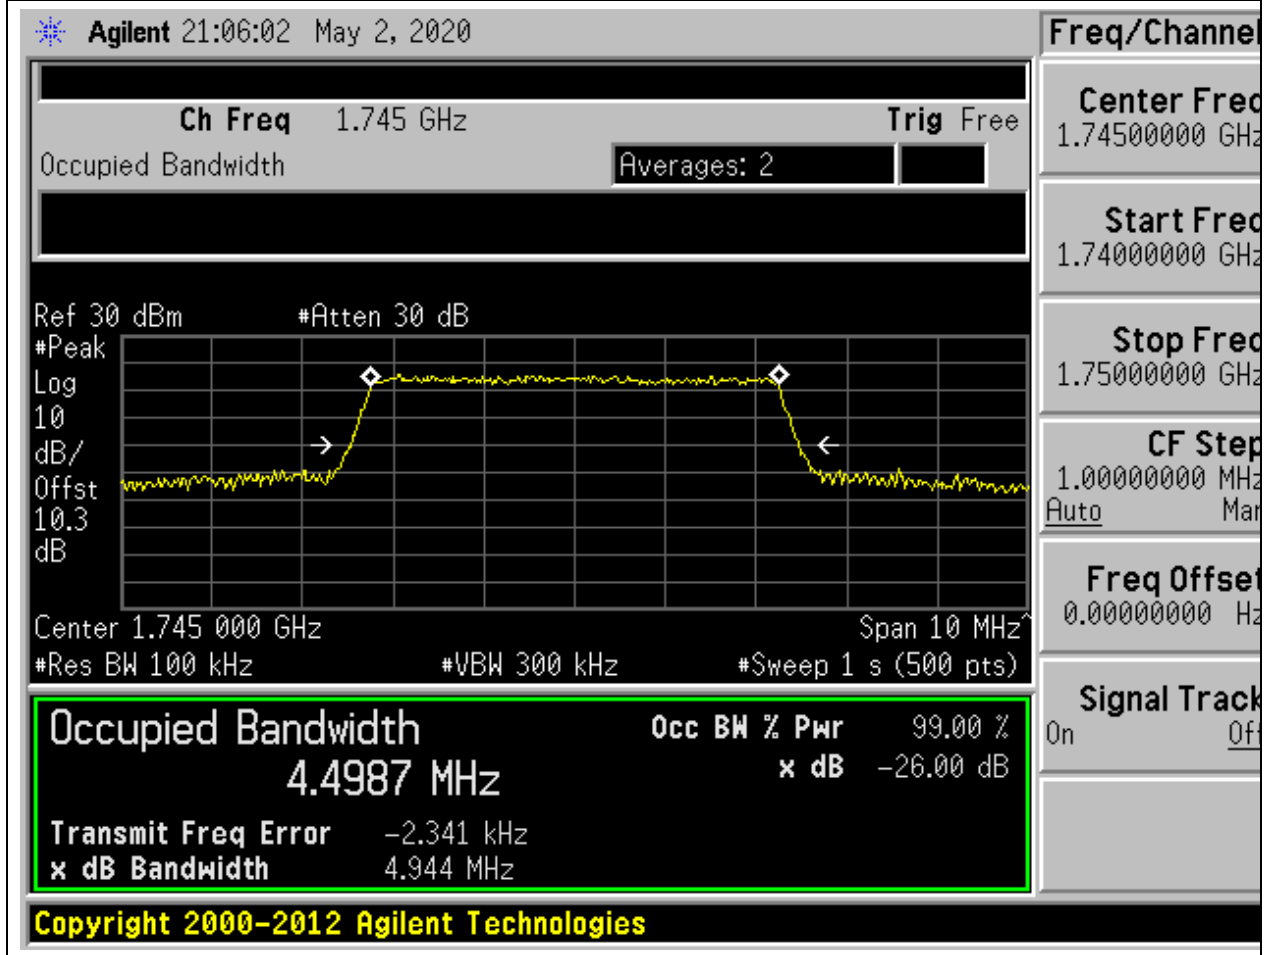 Agilent 21:06:02 May 2, 2020
Freq/Channel
Ch Freq 1.745 GHz Trig Free
Occupied Bandwidth Averages: 2
Center Freq
1.74500000 GHz
Start Freq
1.74000000 GHz
Stop Freq
1.75000000 GHz
CF Step
1.00000000 MHz
Auto Man
Freq Offset
0.00000000 Hz
Signal Track
On Off
Ref 30 dBm #Atten 30 dB
#Peak
Log
10
dB/
Offst
10.3
dB
Center 1.745 000 GHz Span 10 MHz^
#Res BW 100 kHz #VBW 300 kHz #Sweep 1 s (500 pts)
Occupied Bandwidth Occ BW % Pwr 99.00 %
4.4987 MHz x dB -26.00 dB
Transmit Freq Error -2.341 kHz
x dB Bandwidth 4.944 MHz
Copyright 2000-2012 Agilent Technologies